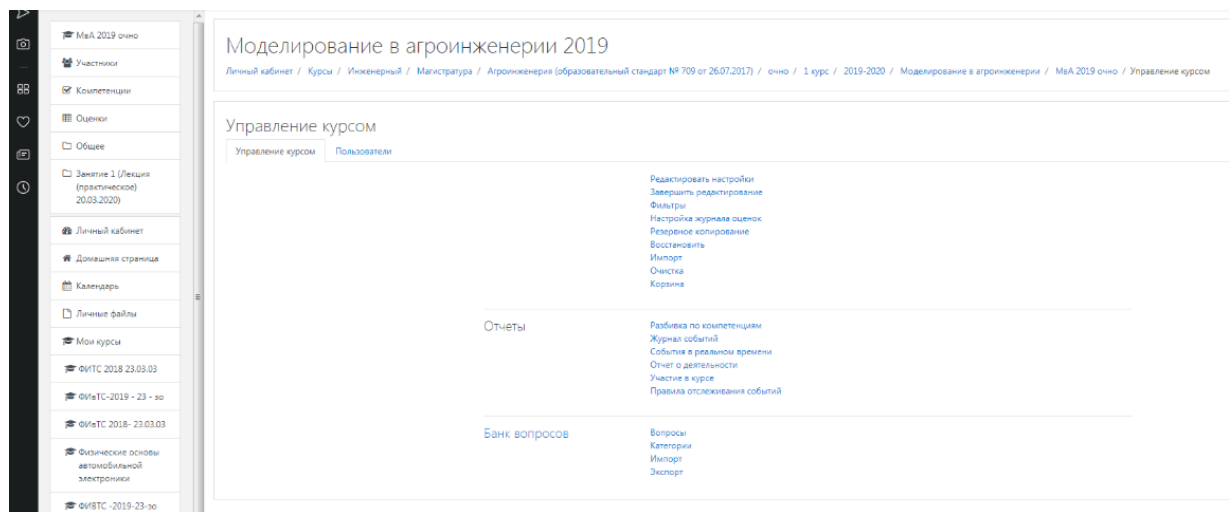 МвА 2019 очно
Участники
Компетенции
Оценки
Общее
Занятие 1 (Лекция
(практическое)
20.03.2020)
Личный кабинет
Домашняя страница
Календарь
Личные файлы
Мои курсы
ФИТС 2018 23.03.03
ФИвТС-2019 - 23 - зо
ФИвТС 2018- 23.03.03
Физические основы
автомобильной
электроники
ФИВТС -2019-23-зо
Моделирование в агроинженерии 2019
Личный кабинет / Курсы / Инженерный / Магистратура / Агроинженерия (образовательный стандарт № 709 от 26.07.2017) / очно / 1 курс / 2019-2020 / Моделирование в агроинженерии / МвА 2019 очно / Управление курсом
Управление курсом
Управление курсом Пользователи
Редактировать настройки
Завершить редактирование
Фильтры
Настройка журнала оценок
Резервное копирование
Восстановить
Импорт
Очистка
Корзина
Отчеты
Разбивка по компетенциям
Журнал событий
События в реальном времени
Отчет о деятельности
Участие в курсе
Правила отслеживания событий
Банк вопросов
Вопросы
Категории
Импорт
Экспорт